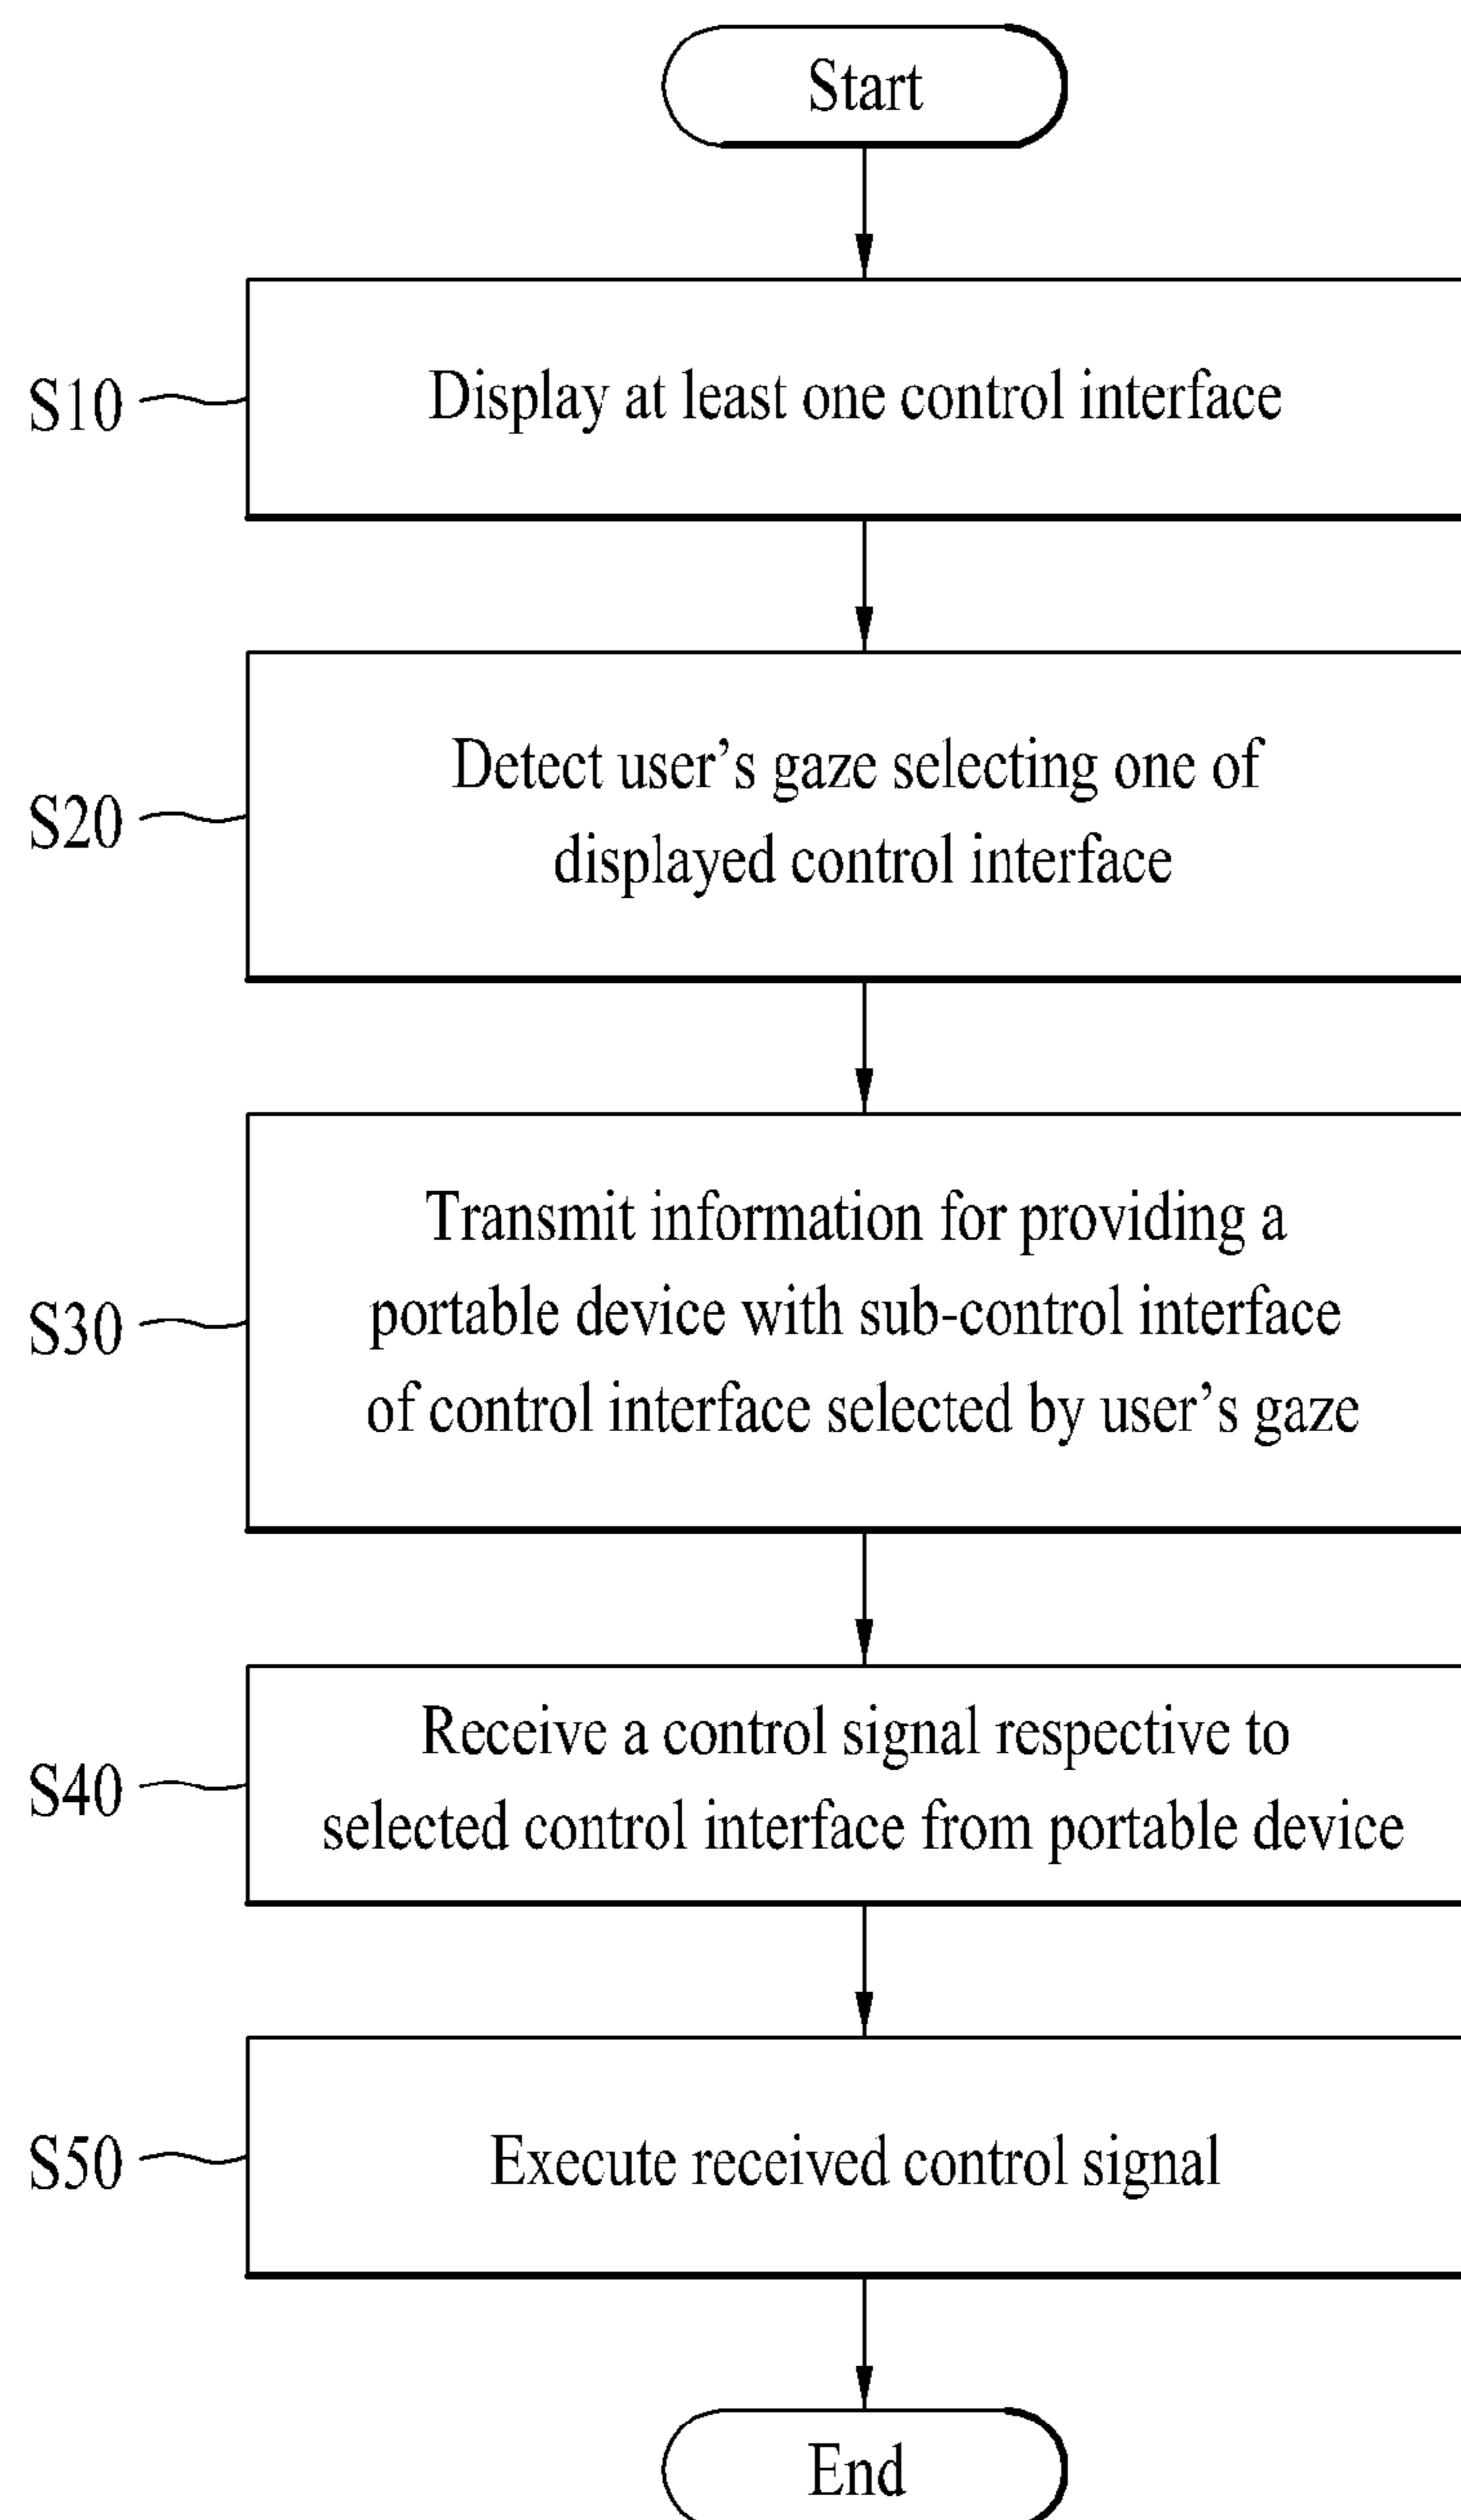 Start
S10
Display at least one control interface
S20
Detect user’s gaze selecting one of
displayed control interface
S30
Transmit information for providing a
portable device with sub-control interface
of control interface selected by user’s gaze
S40
Receive a control signal respective to
selected control interface from portable device
S50
Execute received control signal
End